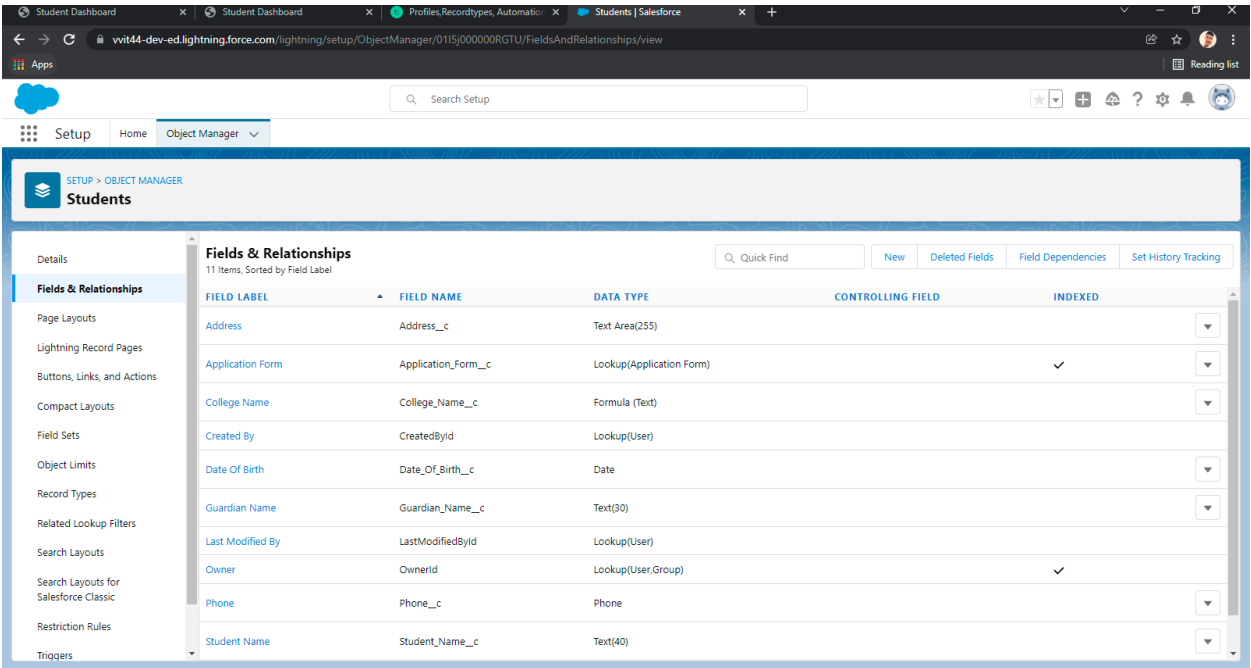 Student Dashboard
Student Dashboard
Profiles,Recordtypes, Automation
Students | Salesforce
vvit44-dev-ed.lightning.force.com/lightning/setup/ObjectManager/01I5j000000RGTU/FieldsAndRelationships/view
Apps
Reading list
Search Setup
Setup
Home
Object Manager
SETUP > OBJECT MANAGER
Students
Details
Fields & Relationships
Page Layouts
Lightning Record Pages
Buttons, Links, and Actions
Compact Layouts
Field Sets
Object Limits
Record Types
Related Lookup Filters
Search Layouts
Search Layouts for
Salesforce Classic
Restriction Rules
Triggers
Fields & Relationships
11 Items, Sorted by Field Label
Quick Find
New
Deleted Fields
Field Dependencies
Set History Tracking
FIELD LABEL FIELD NAME DATA TYPE CONTROLLING FIELD INDEXED
Address Address__c Text Area(255)
Application Form Application_Form__c Lookup(Application Form)
College Name College_Name__c Formula (Text)
Created By CreatedById Lookup(User)
Date Of Birth Date_Of_Birth__c Date
Guardian Name Guardian_Name__c Text(30)
Last Modified By LastModifiedById Lookup(User)
Owner OwnerId Lookup(User,Group)
Phone Phone__c Phone
Student Name Student_Name__c Text(40)